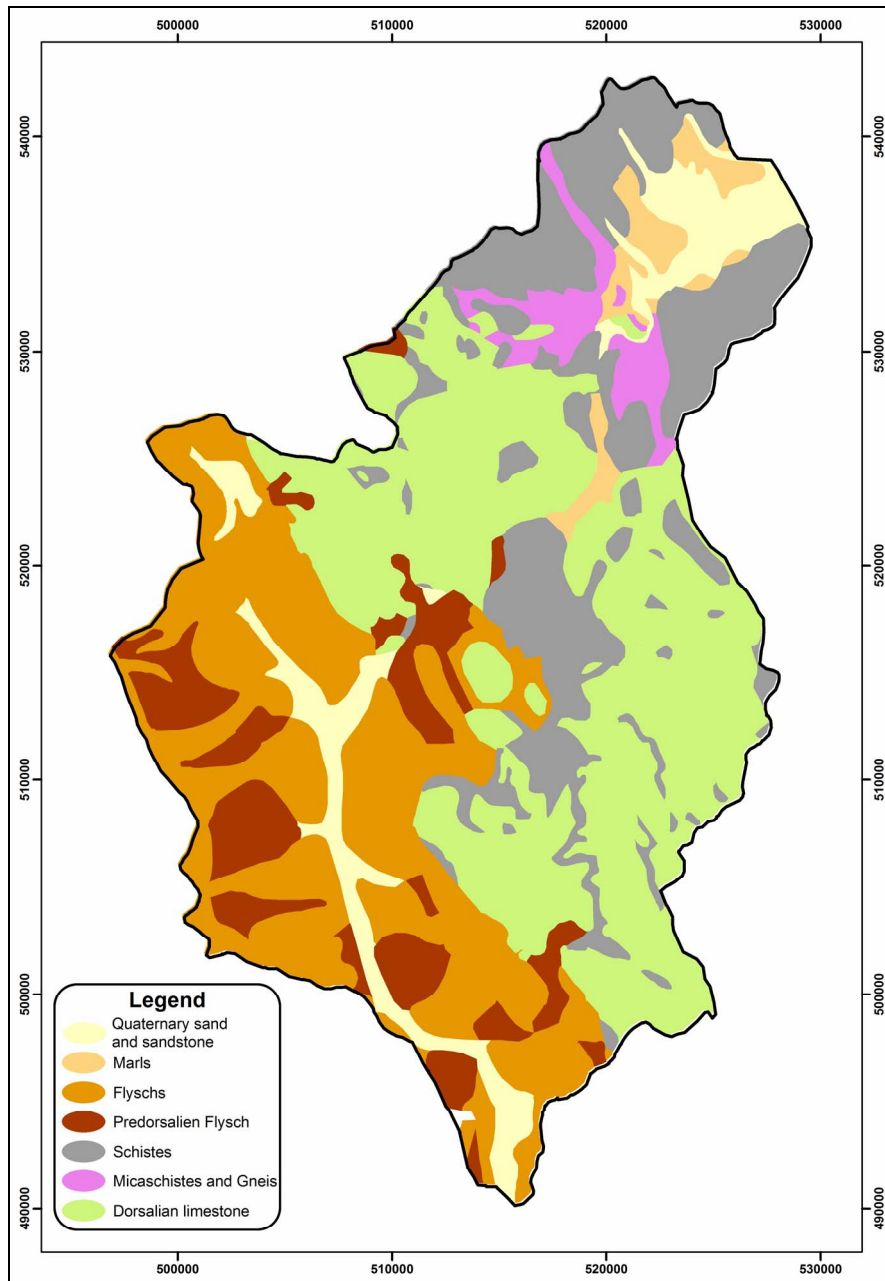 500000 510000 520000 530000
540000 540000
530000 530000
520000 520000
510000 510000
500000 500000
490000 490000
Legend
Quaternary sand
and sandstone
Marls
Flyschs
Predorsalien Flysch
Schistes
Micaschistes and Gneis
Dorsalian limestone
500000 510000 520000 530000